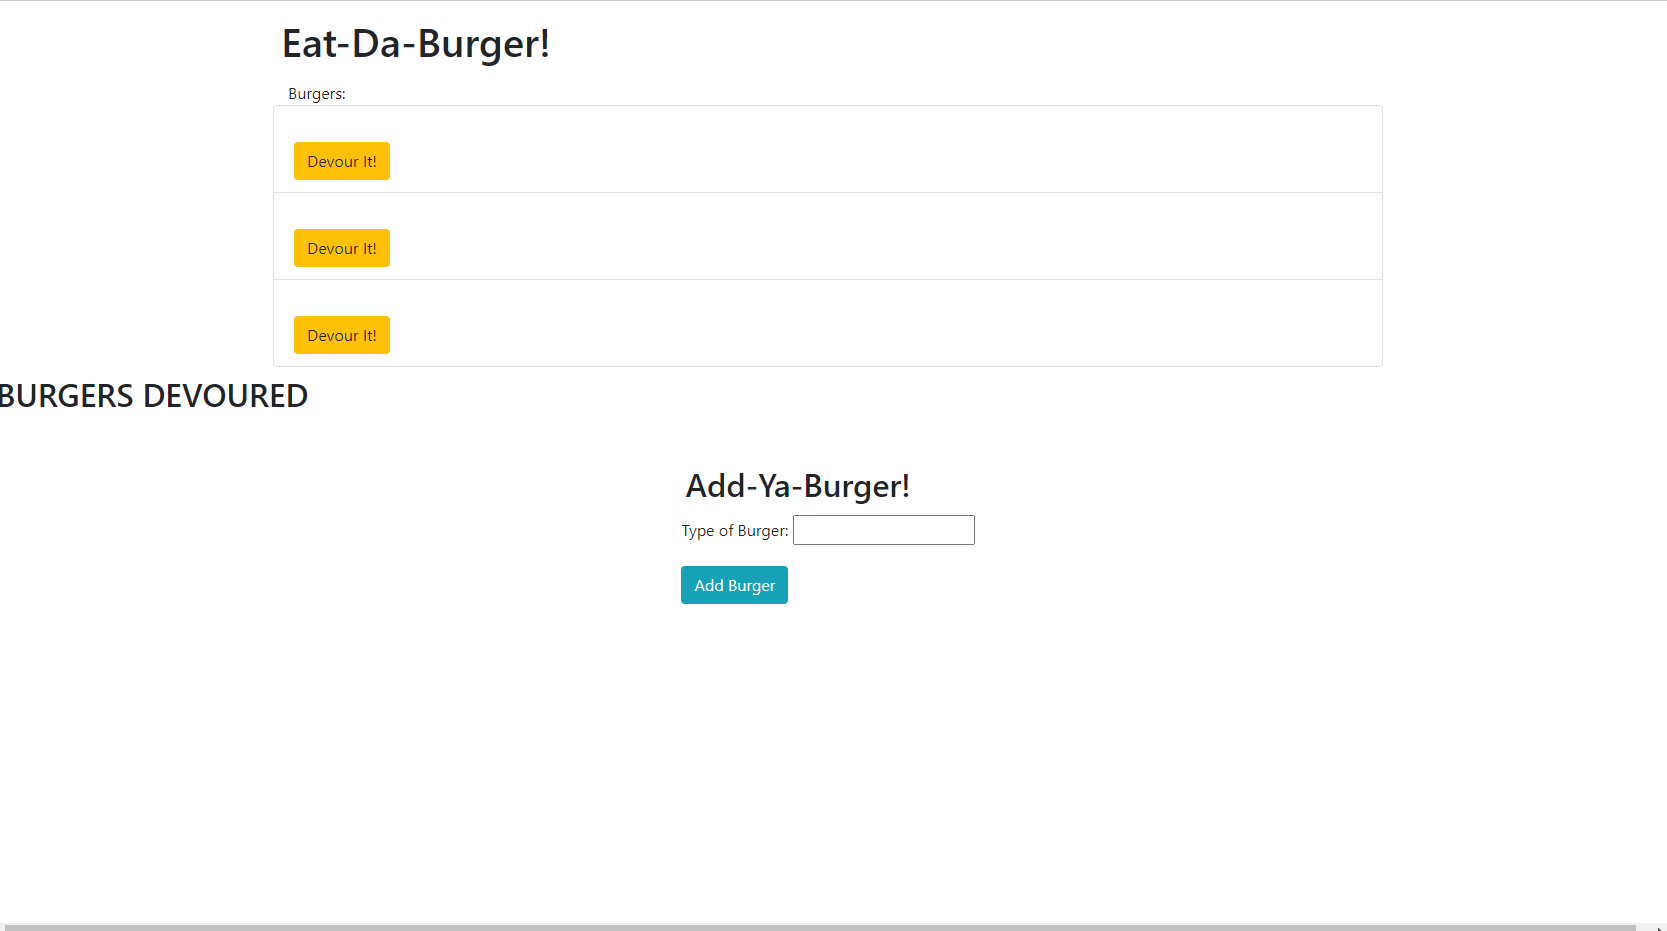 Eat-Da-Burger!
Burgers:
Devour It!
Devour It!
Devour It!
BURGERS DEVOURED
Add-Ya-Burger!
Type of Burger:
Add Burger